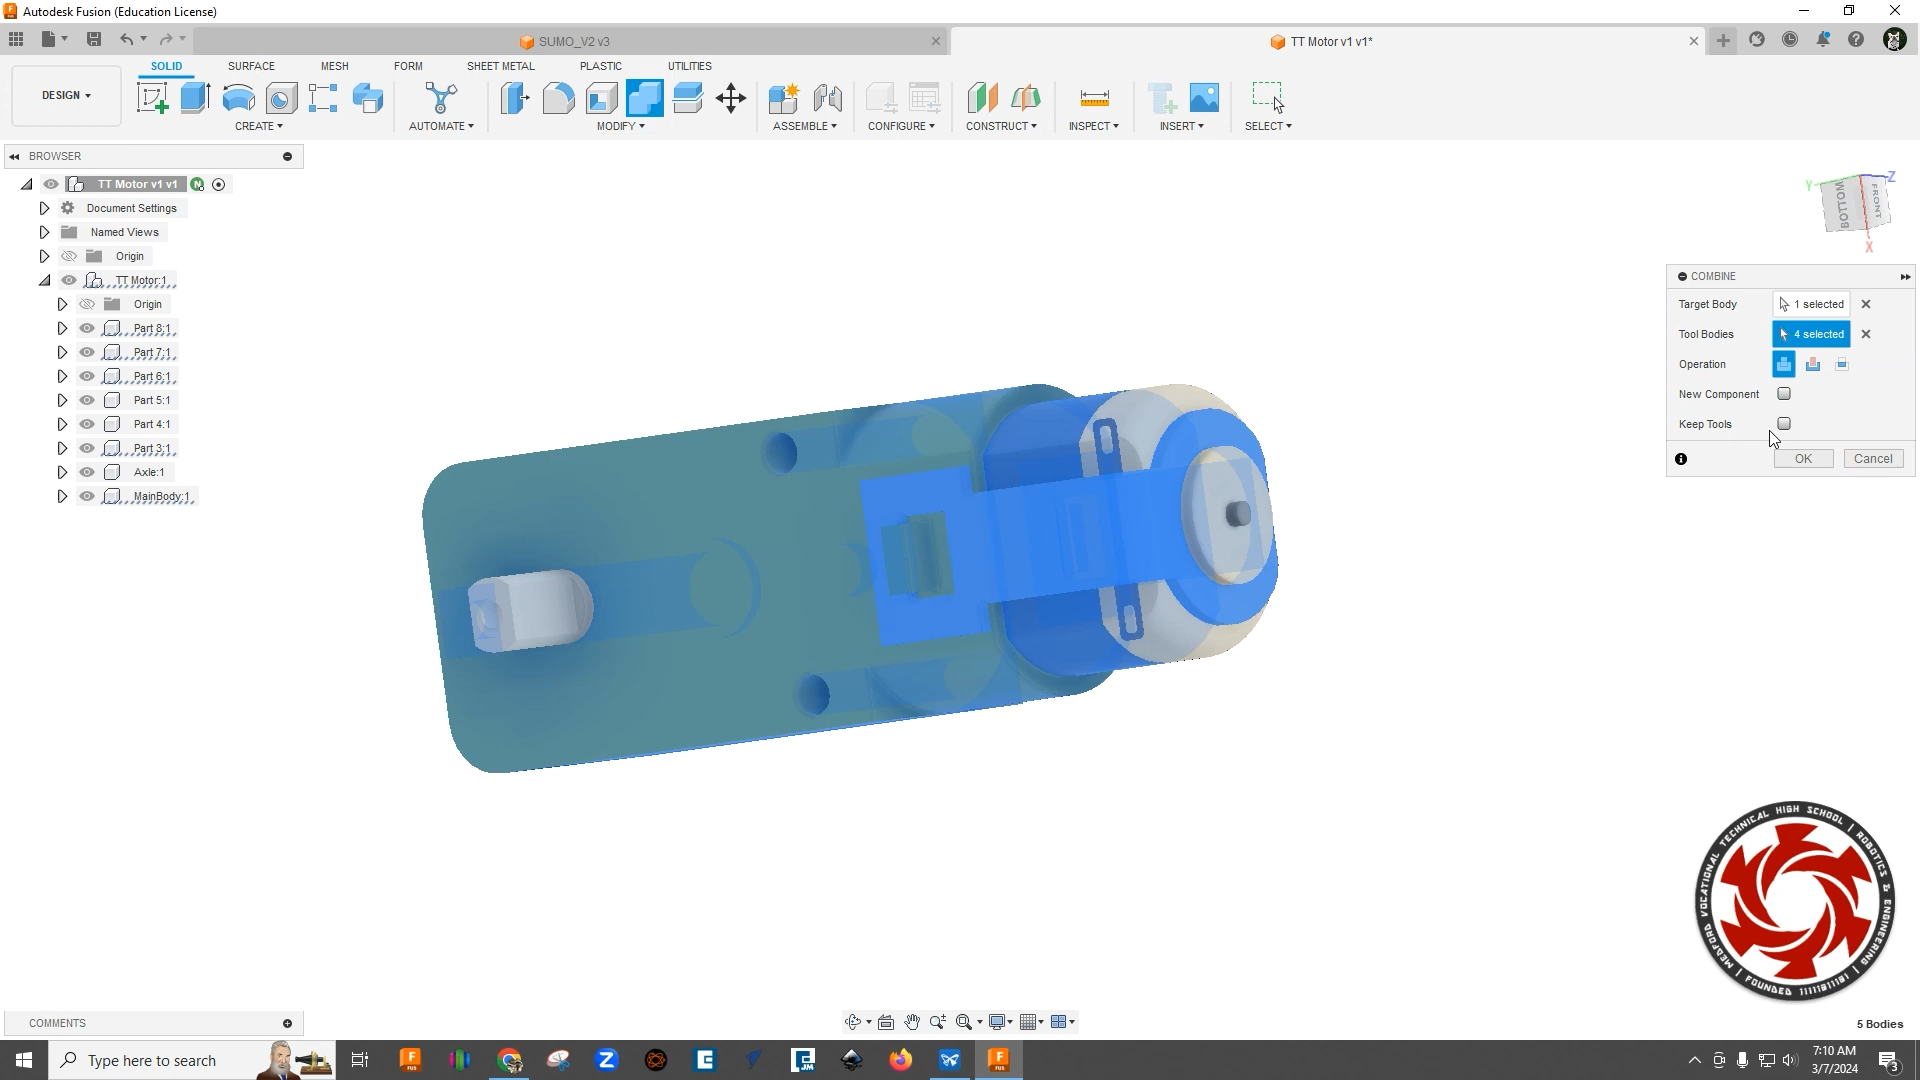 Autodesk Fusion (Education License)
SUMO_V2 v3
TT Motor v1 v1*
DESIGN
SOLID
SURFACE
MESH
FORM
SHEET METAL
PLASTIC
UTILITIES
CREATE
AUTOMATE
MODIFY
ASSEMBLE
CONFIGURE
CONSTRUCT
INSPECT
INSERT
SELECT
BROWSER
TT Motor v1 v1
Document Settings
Named Views
Origin
TT Motor:1
Origin
Part 8:1
Part 7:1
Part 6:1
Part 5:1
Part 4:1
Part 3:1
Axle:1
MainBody:1
Y
Z
BOTTOM
FRONT
X
COMBINE
Target Body
1 selected
Tool Bodies
4 selected
Operation
New Component
Keep Tools
OK
Cancel
MEDFORD VOCATIONAL TECHNICAL HIGH SCHOOL | ROBOTICS & ENGINEERING
COMMENTS
5 Bodies
Type here to search
7:10 AM
3/7/2024
3